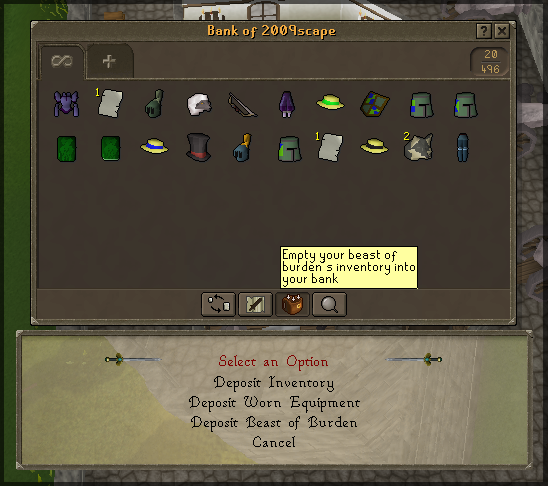 Bank of 2009scape
?
20
496
1
1
2
Empty your beast of
burden s inventory into
your bank
Select an Option
Deposit Inventory
Deposit Worn Equipment
Deposit Beast of Burden
Cancel